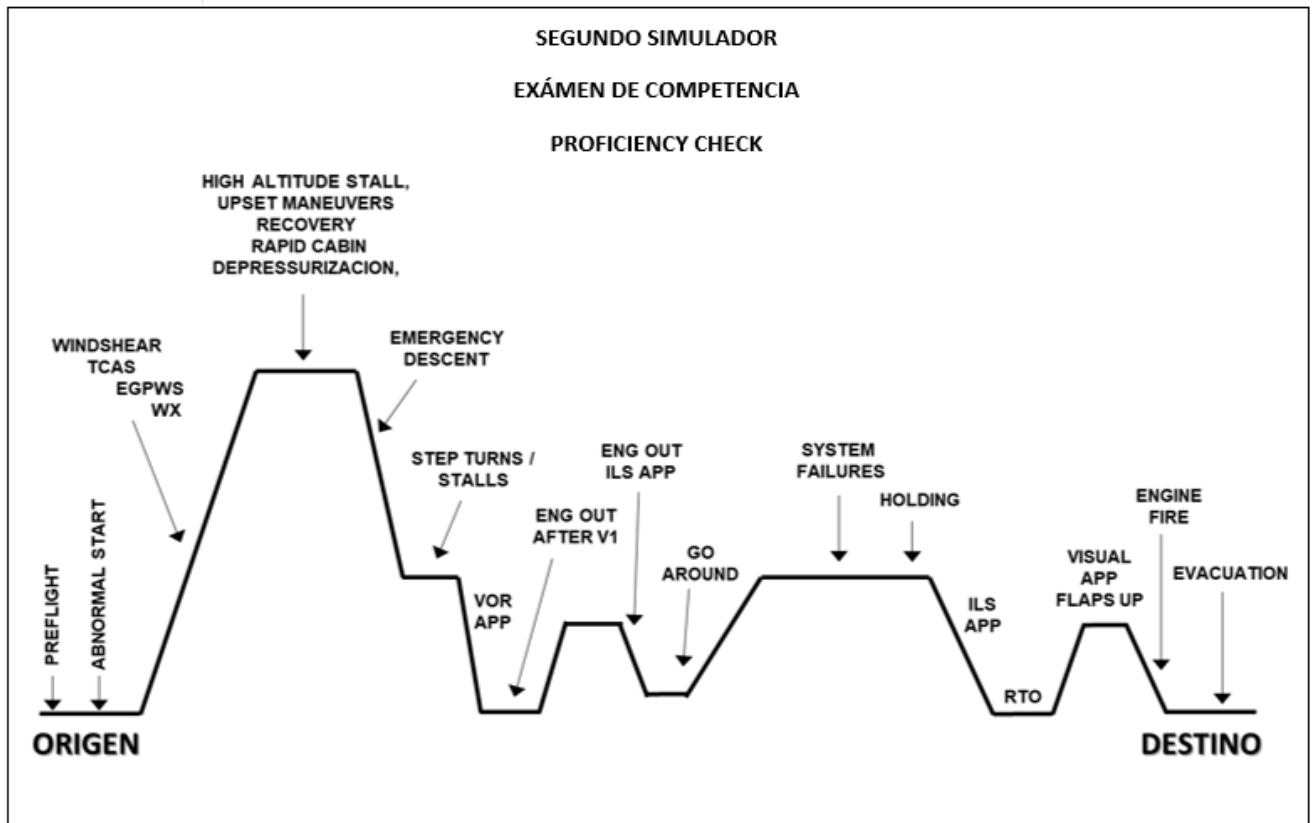 SEGUNDO SIMULADOR
EXÁMEN DE COMPETENCIA
PROFICIENCY CHECK
HIGH ALTITUDE STALL,
UPSET MANEUVERS
RECOVERY
RAPID CABIN
DEPRESSURIZACION,
WINDSHEAR
TCAS
EGPWS
WX
EMERGENCY
DESCENT
STEP TURNS /
STALLS
ENG OUT
AFTER V1
ENG OUT
ILS APP
GO
AROUND
SYSTEM
FAILURES
HOLDING
ENGINE
FIRE
VISUAL
APP
FLAPS UP
EVACUATION
PREFLIGHT
ABNORMAL START
VOR
APP
ILS
APP
RTO
ORIGEN
DESTINO